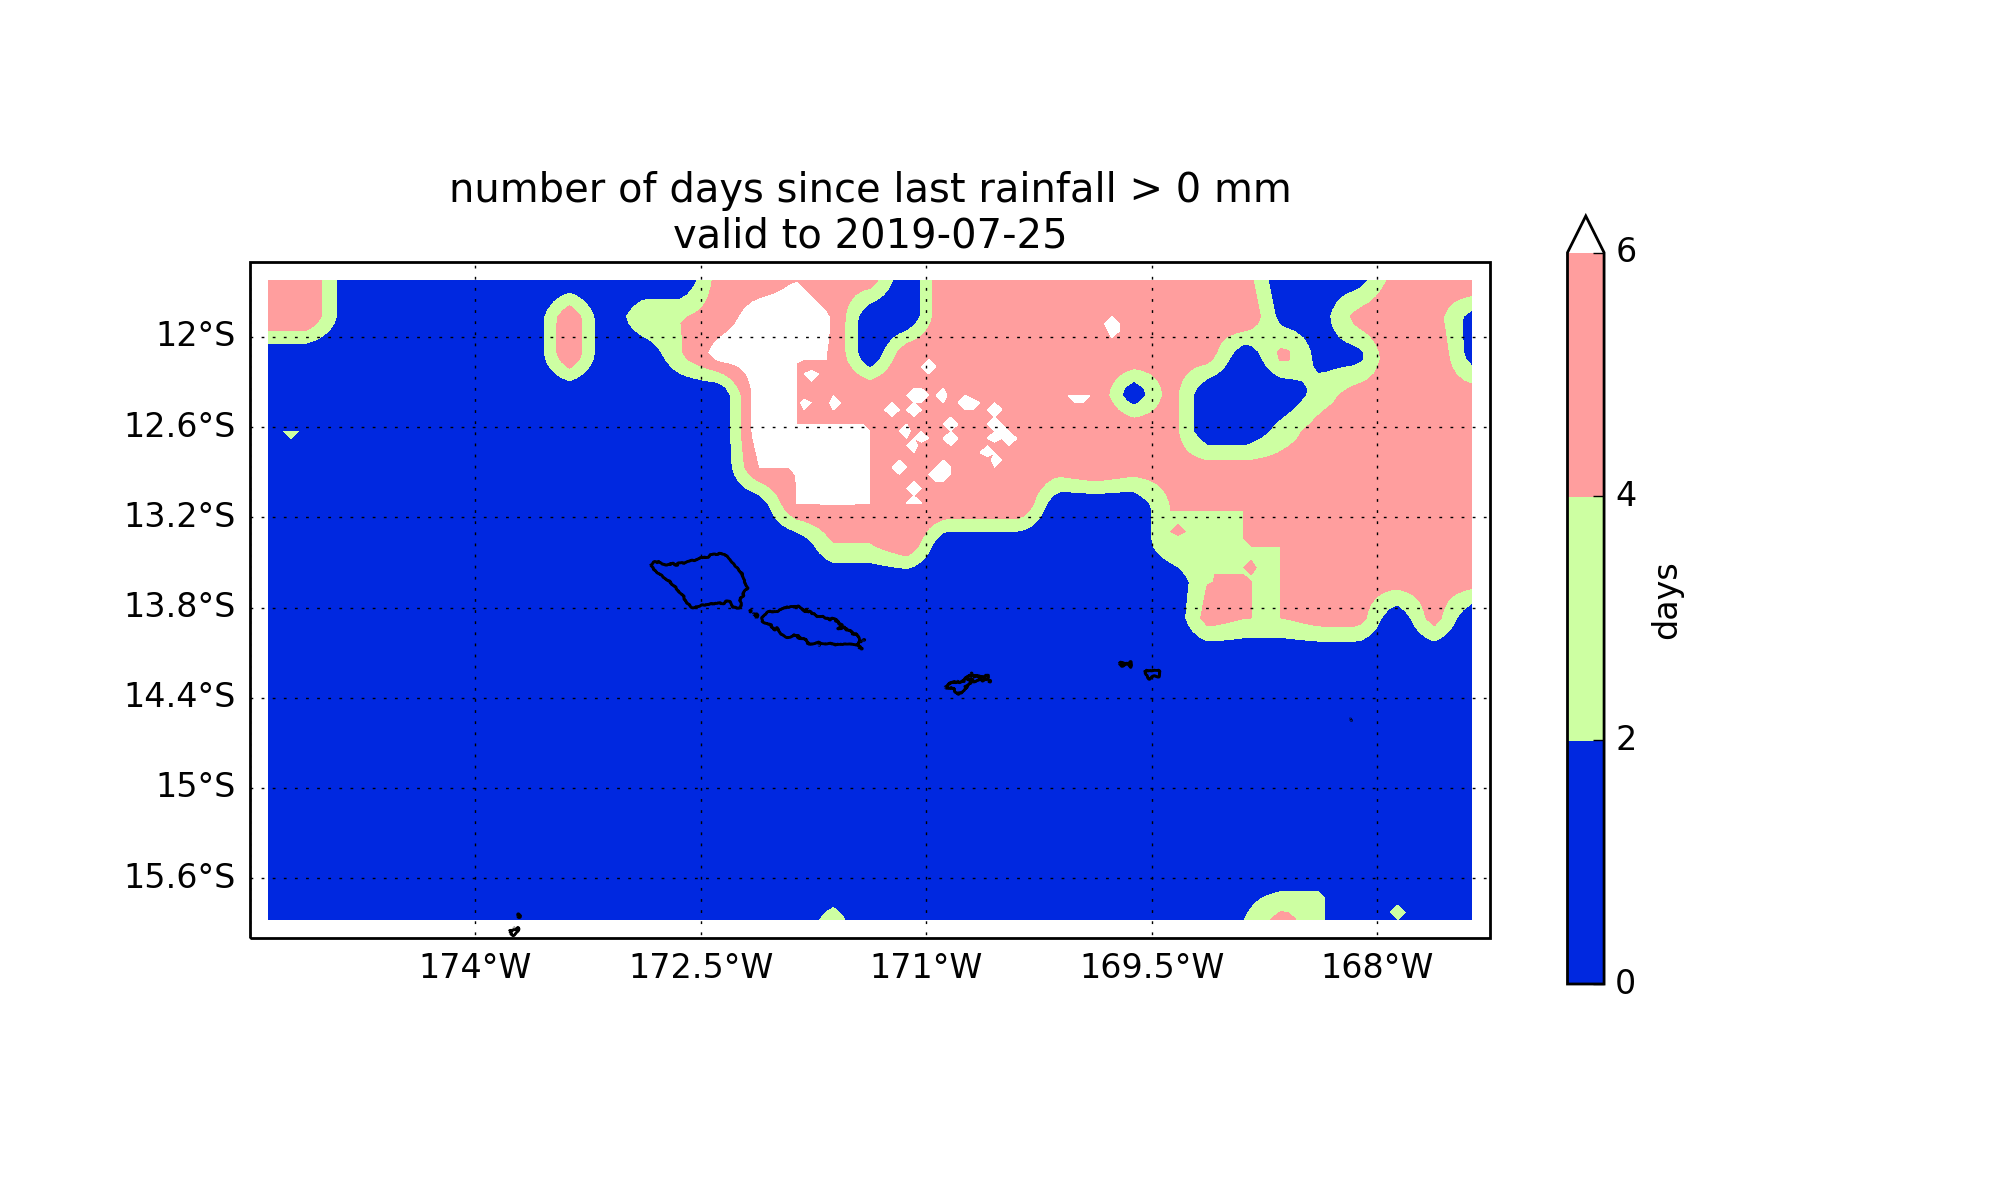 number of days since last rainfall > 0 mm
valid to 2019-07-25
12°S
12.6°S
13.2°S
13.8°S
14.4°S
15°S
15.6°S
174°W 172.5°W 171°W 169.5°W 168°W
6
4
2
0
days